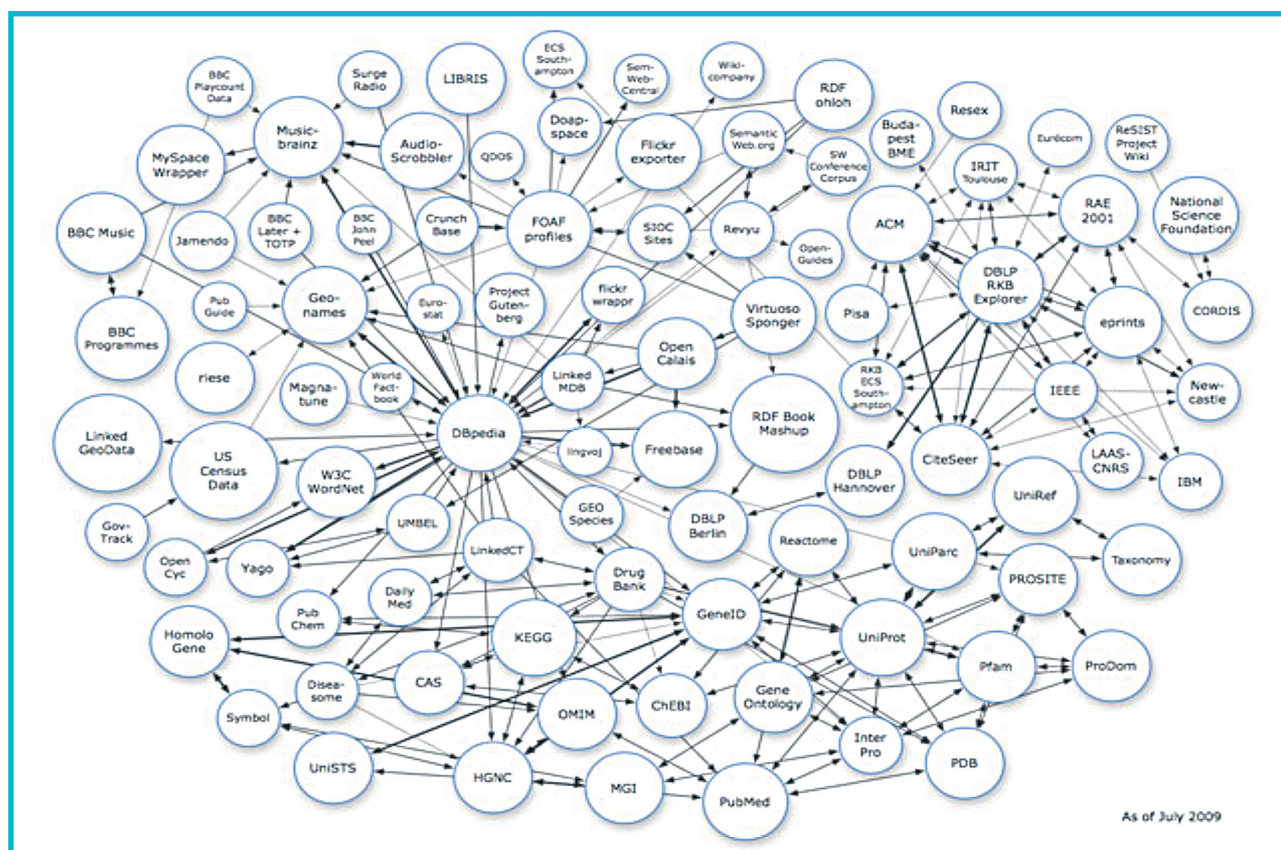 BBC
Playcount
Data
Surge
Radio
LIBRIS
ECS
South-
ampton
Sem-
Web-
Central
Wiki-
company
RDF
ohloh
Resex
Music-
brainz
Audio-
Scrobbler
QDOS
Doap-
space
Flickr
exporter
Semantic
Web.org
SW
Conference
Corpus
Buda-
pest
BME
IRIT
Toulouse
Eurécom
ReSIST
Project
Wiki
MySpace
Wrapper
BBC Music
Jamendo
BBC
Later +
TOTP
BBC
John
Peel
Crunch
Base
FOAF
profiles
SIOC
Sites
Revyu
Open-
Guides
ACM
RAE
2001
National
Science
Foundation
DBLP
RKB
Explorer
BBC
Programmes
Pub
Guide
Geo-
names
Euro-
stat
Project
Guten-
berg
flickr
wrappr
Virtuoso
Sponger
Pisa
eprints
CORDIS
riese
Magna-
tune
World
Fact-
book
Linked
MDB
Open
Calais
RKB
ECS
South-
ampton
IEEE
New-
castle
Linked
GeoData
US
Census
Data
W3C
WordNet
DBpedia
lingvoj
Freebase
RDF Book
Mashup
DBLP
Hannover
CiteSeer
LAAS-
CNRS
IBM
Gov-
Track
Open
Cyc
Yago
UMBEL
LinkedCT
GEO
Species
DBLP
Berlin
Reactome
UniParc
UniRef
Taxonomy
PROSITE
Daily
Med
Drug
Bank
Pub
Chem
Homolo
Gene
KEGG
GeneID
UniProt
Pfam
ProDom
Disea-
some
CAS
Symbol
OMIM
ChEBI
Gene
Ontology
Inter
Pro
PDB
UniSTS
HGNC
MGI
PubMed
As of July 2009